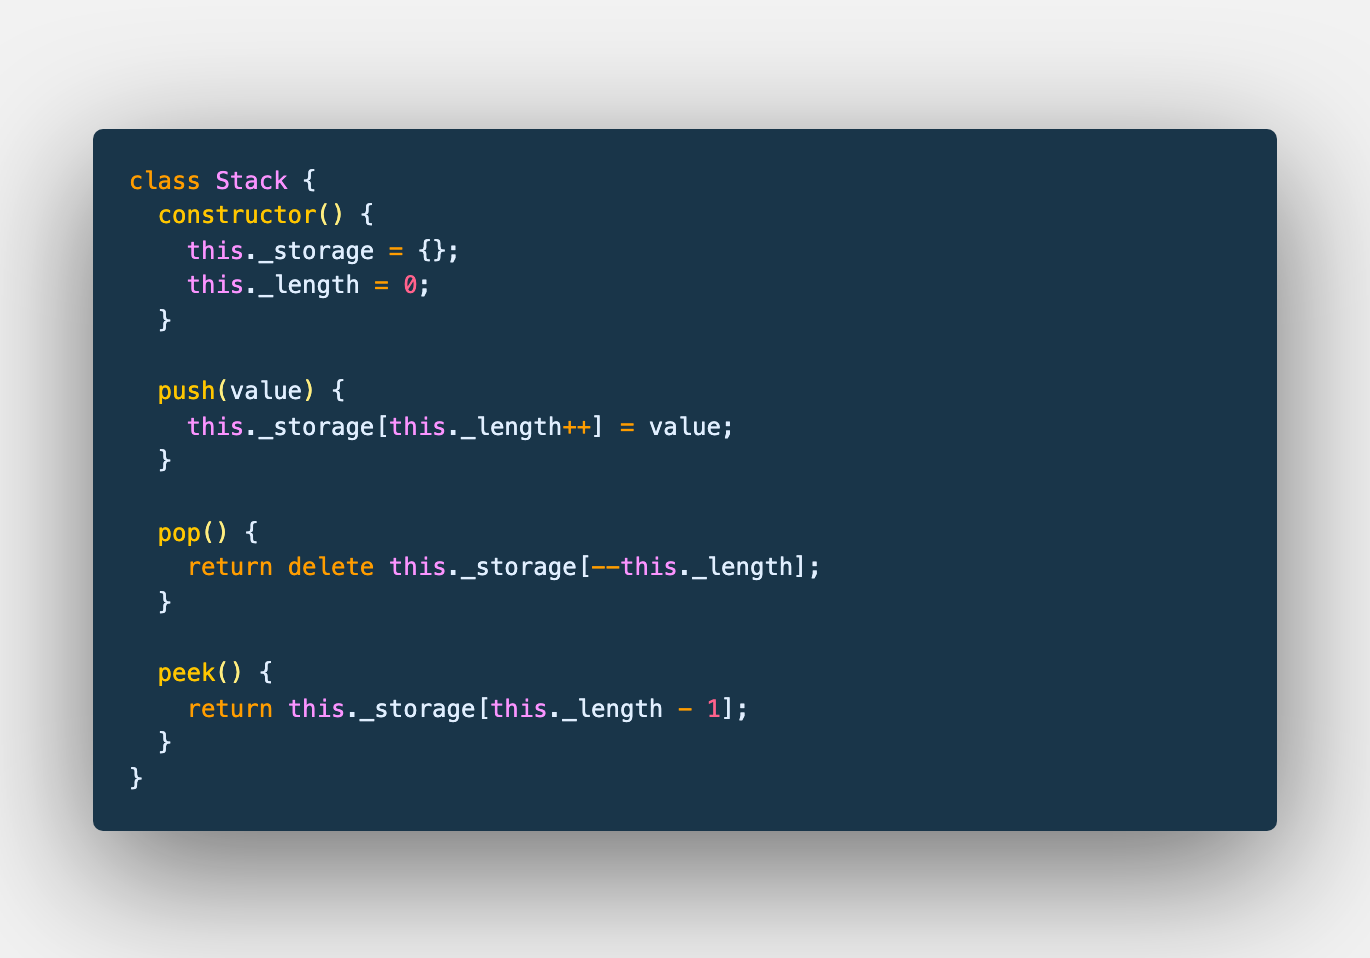 class Stack {
  constructor() {
    this._storage = {};
    this._length = 0;
  }

  push(value) {
    this._storage[this._length++] = value;
  }

  pop() {
    return delete this._storage[--this._length];
  }

  peek() {
    return this._storage[this._length - 1];
  }
}